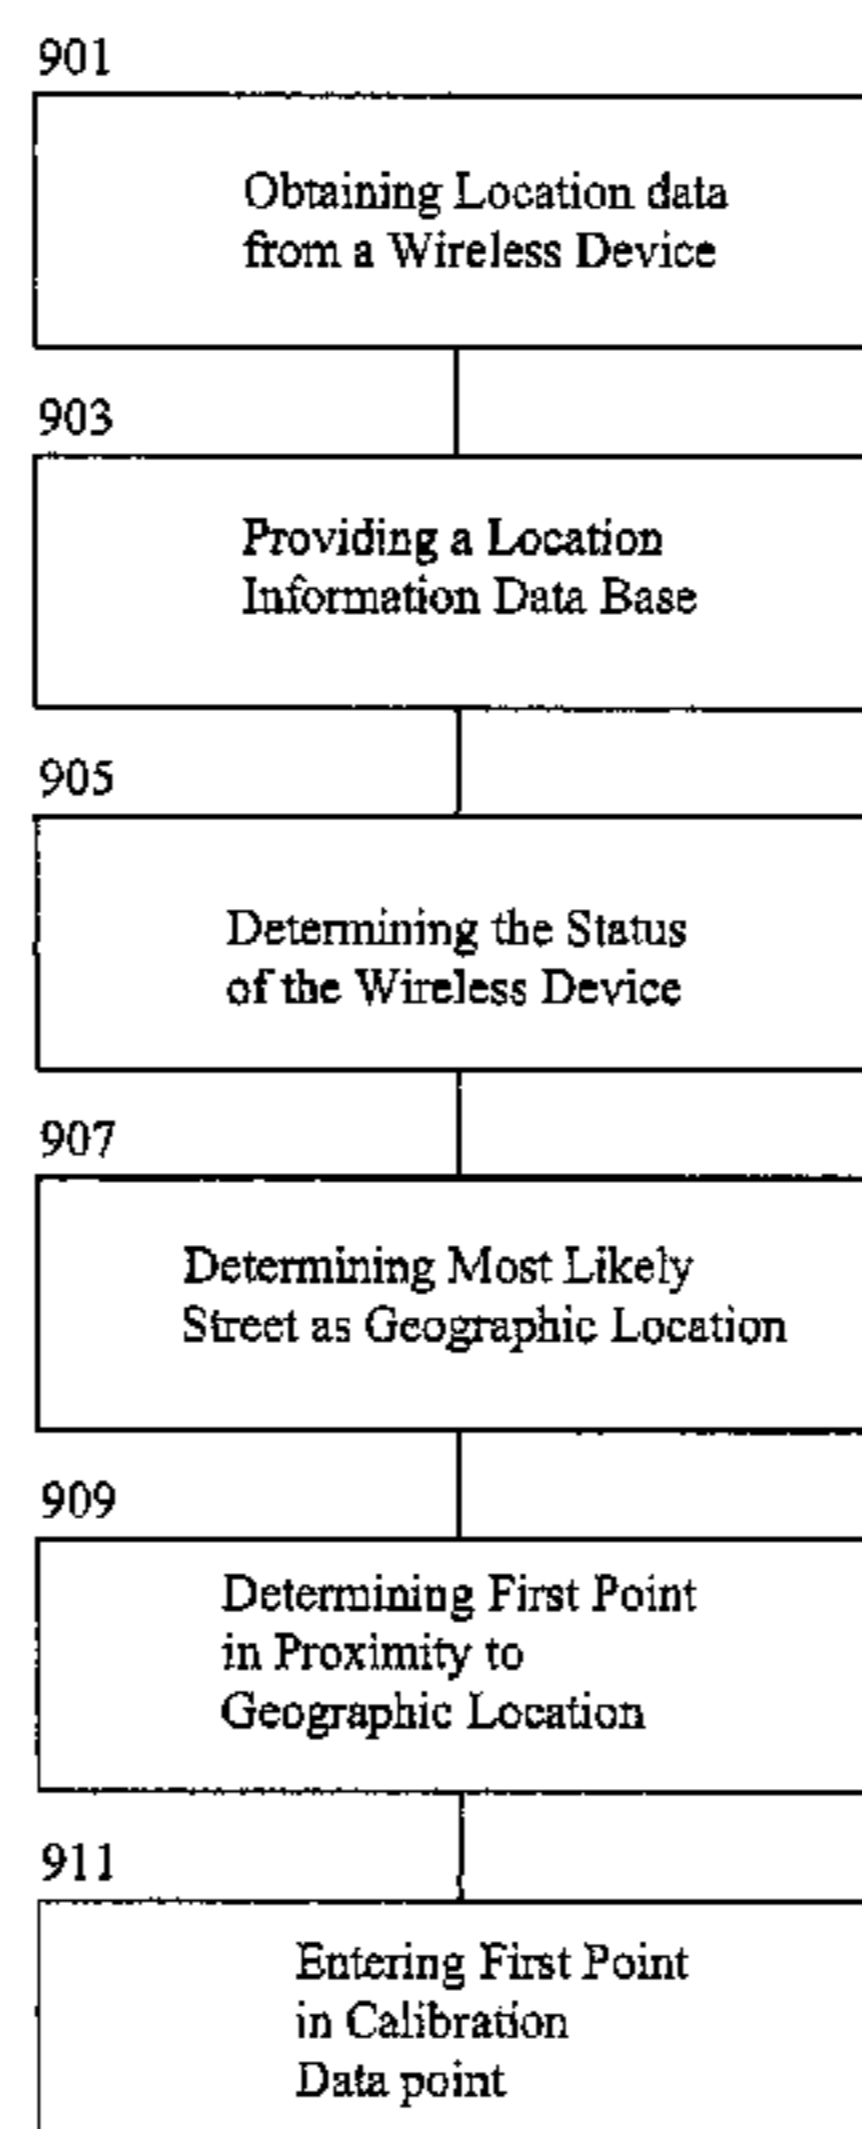 901
Obtaining Location data
from a Wireless Device
903
Providing a Location
Information Data Base
905
Determining the Status
of the Wireless Device
907
Determining Most Likely
Street as Geographic Location
909
Determining First Point
in Proximity to
Geographic Location
911
Entering First Point
in Calibration
Data point